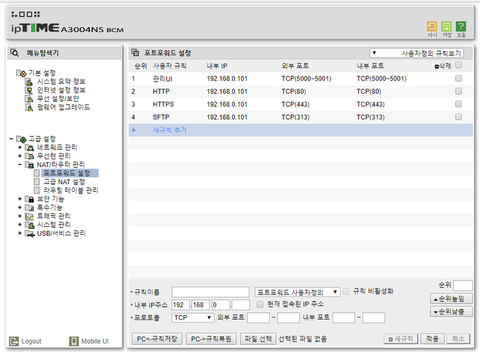 ipTIME A3004NS BCM
리셋 저장 도움
메뉴탐색기
기본 설정
시스템 요약 정보
인터넷 설정 정보
무선 설정/보안
펌웨어 업그레이드
고급 설정
네트워크 관리
무선랜 관리
NAT/라우터 관리
포트포워드 설정
고급 NAT 설정
라우팅 테이블 관리
보안 기능
특수기능
트래픽 관리
시스템 관리
USB/서비스 관리
Logout Mobile UI
포트포워드 설정 사용자정의 규칙보기
순위 사용자 규칙 내부 IP 외부 포트 내부 포트 삭제
1 관리UI 192.168.0.101 TCP(5000~5001) TCP(5000~5001)
2 HTTP 192.168.0.101 TCP(80) TCP(80)
3 HTTPS 192.168.0.101 TCP(443) TCP(443)
4 SFTP 192.168.0.101 TCP(313) TCP(313)
+ 새규칙 추가
규칙이름 포트포워드 사용자정의 규칙 비활성화 순위
내부 IP주소 192 . 168 . 0 . 현재 접속된 IP 주소 ▲순위높임
프로토콜 TCP 외부 포트 ~ 내부 포트 ~ ▼순위낮춤
PC<-규칙저장 PC->규칙복원 파일 선택 선택된 파일 없음 새규칙 적용 취소